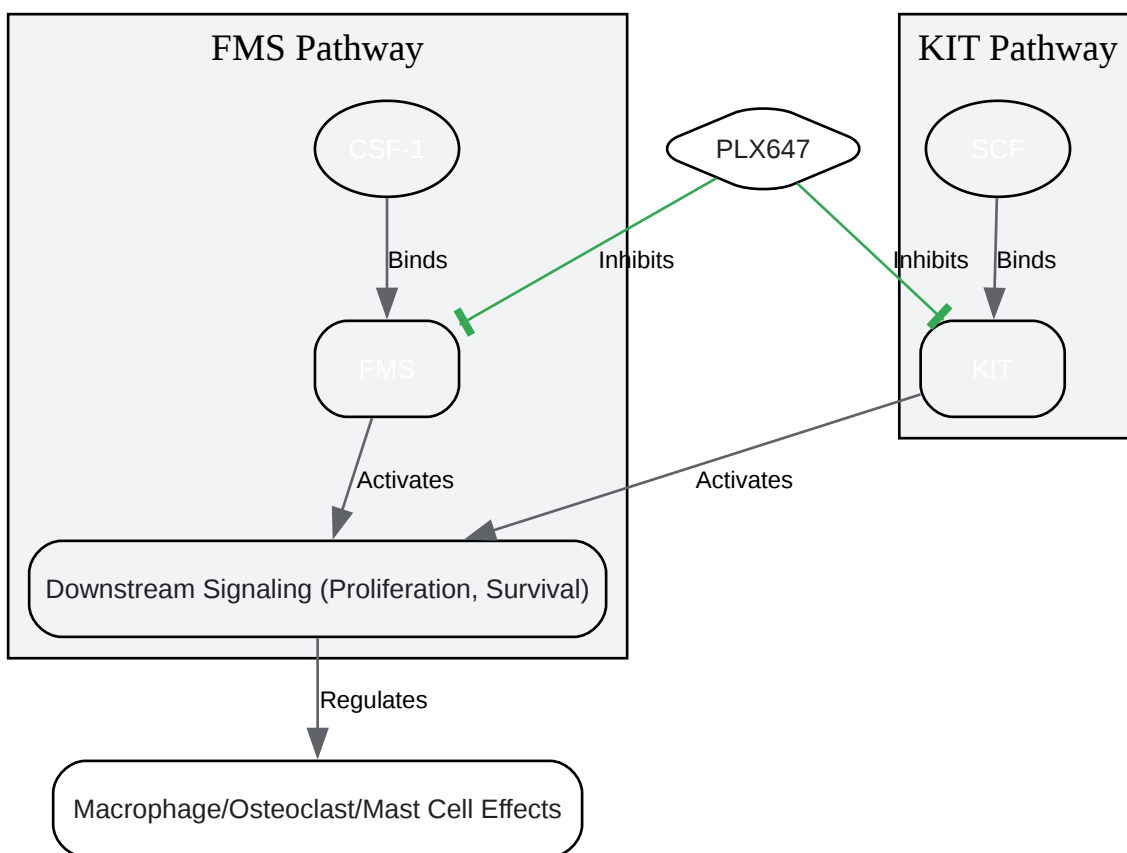 FMS Pathway
KIT Pathway
CSF-1
PLX647
SCF
Binds
Inhibits
Inhibits
Binds
FMS
KIT
Activates
Activates
Downstream Signaling (Proliferation, Survival)
Regulates
Macrophage/Osteoclast/Mast Cell Effects